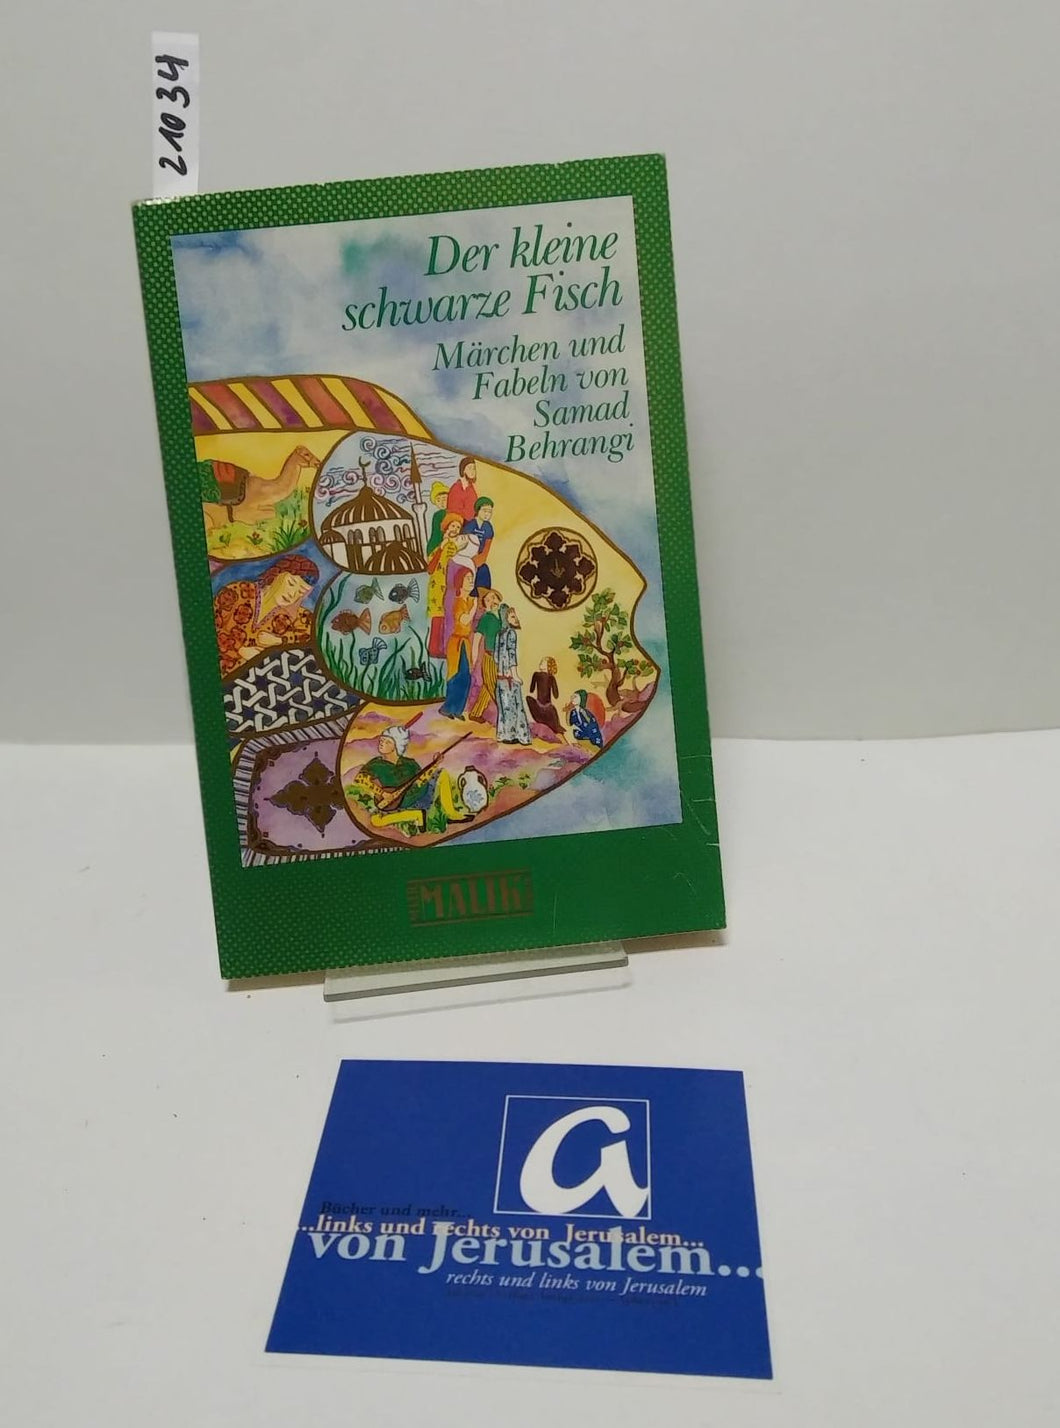 21034
Der kleine
schwarze Fisch
Märchen und
Fabeln von
Samad
Behrangi
MALIK
a
Bücher und mehr...
...links und rechts von Jerusalem...
von Jerusalem...
rechts und links von Jerusalem